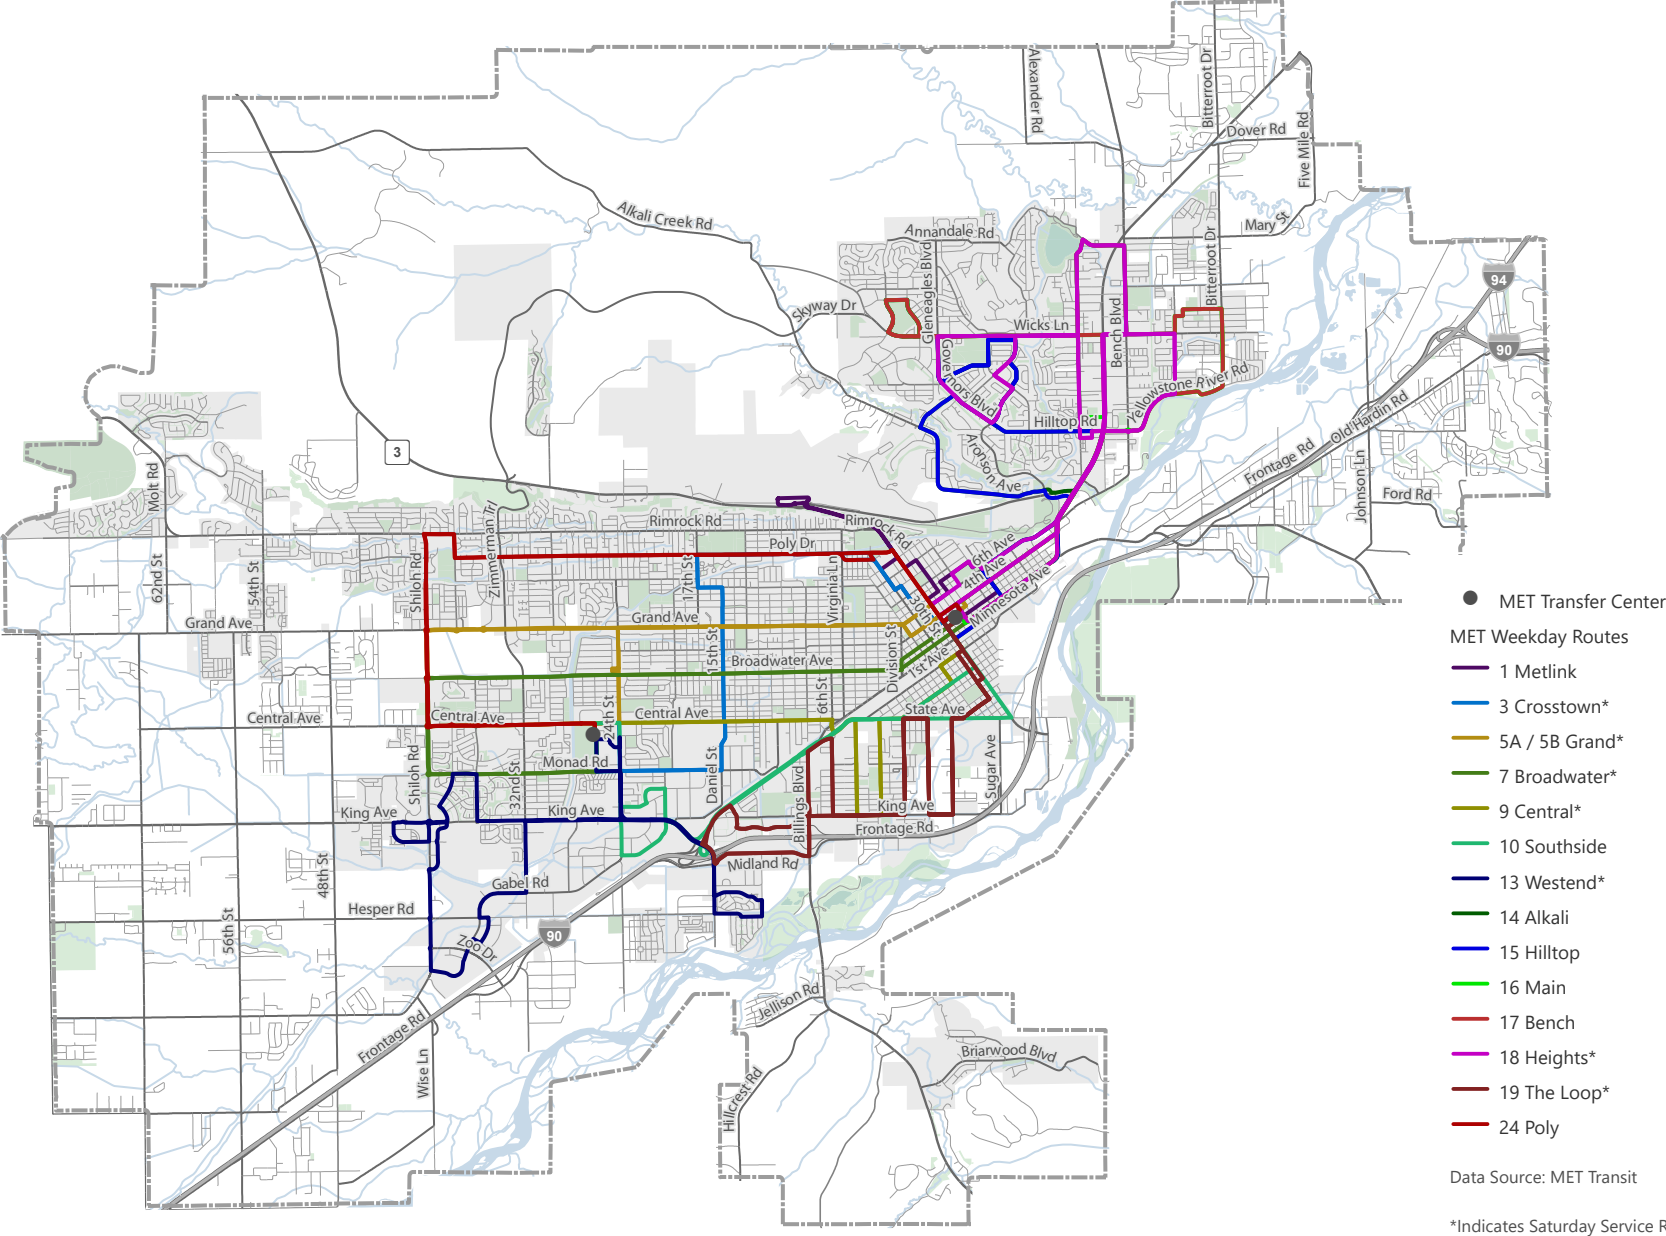 Alexander Rd
Bitterroot Dr
Dover Rd
Five Mile Rd
Alkali Creek Rd
Annandale Rd
Mary St
Bitterroot Dr
Gleneagles Blvd
94
Skyway Dr
Wicks Ln
Bench Blvd
90
Governors Blvd
Yellowstone River Rd
Hilltop Rd
Old Hardin Rd
3
Aronson Ave
Frontage Rd
Molt Rd
Johnson Ln
Ford Rd
Rimrock Rd
Rimrock Rd
Zimmerman Trl
Poly Dr
6th Ave
4th Ave
62nd St
54th St
Shiloh Rd
17th St
Virginia Ln
Minnesota Ave
30th St
Grand Ave
Grand Ave
15th St
Division St
Broadwater Ave
1st Ave
6th St
Central Ave
Central Ave
24th St
Central Ave
State Ave
Shiloh Rd
Monad Rd
32nd St
Daniel St
Billings Blvd
Sugar Ave
King Ave
King Ave
King Ave
Frontage Rd
48th St
Midland Rd
Gabel Rd
Hesper Rd
56th St
Zoo Dr
90
Jellison Rd
Frontage Rd
Wise Ln
Briarwood Blvd
Hillcrest Rd
MET Transfer Center
MET Weekday Routes
1 Metlink
3 Crosstown*
5A / 5B Grand*
7 Broadwater*
9 Central*
10 Southside
13 Westend*
14 Alkali
15 Hilltop
16 Main
17 Bench
18 Heights*
19 The Loop*
24 Poly
Data Source: MET Transit
*Indicates Saturday Service R